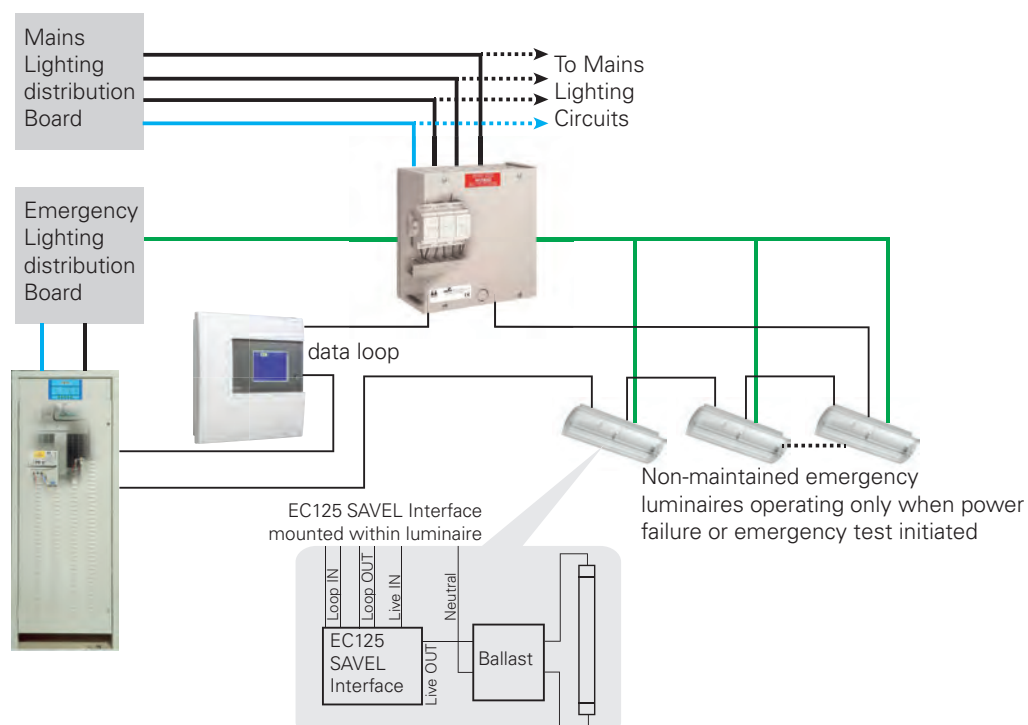 Mains
Lighting
distribution
Board
To Mains
Lighting
Circuits
Emergency
Lighting
distribution
Board
data loop
Non-maintained emergency
luminaires operating only when power
failure or emergency test initiated
EC125 SAVEL Interface
mounted within luminaire
Loop IN
Loop OUT
Live IN
Neutral
EC125
SAVEL
Interface
Live OUT
Ballast